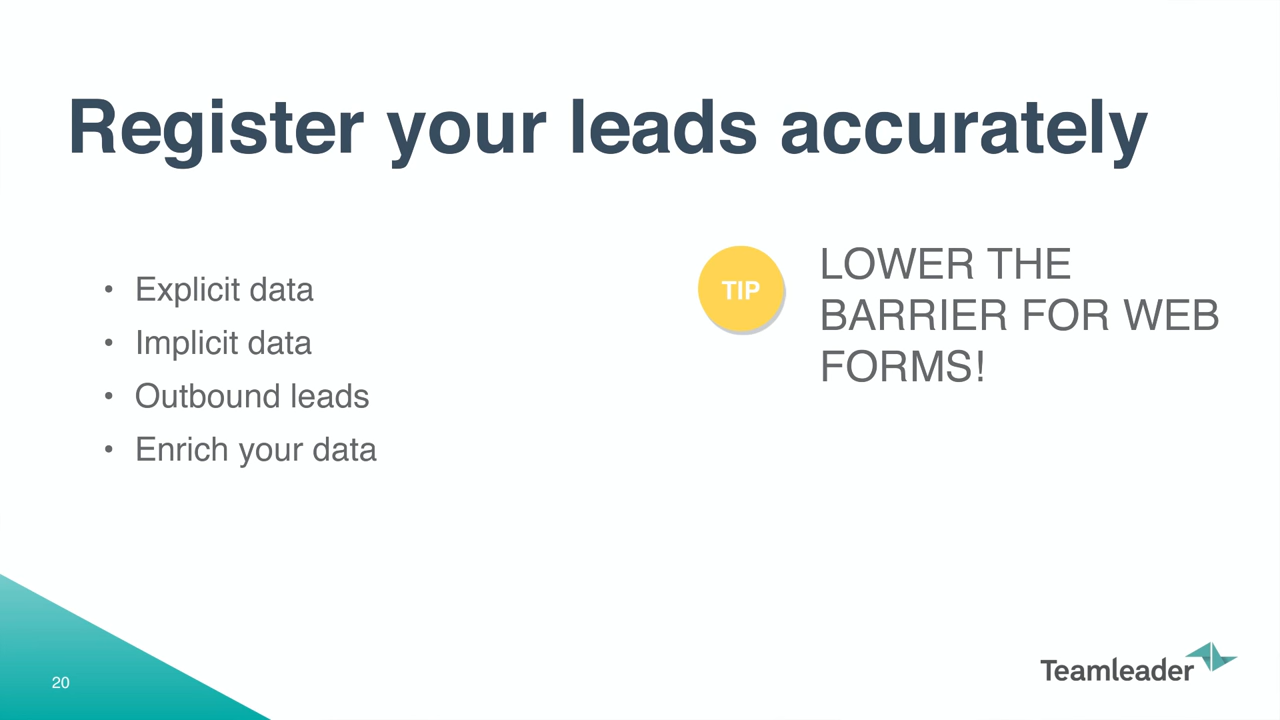 Register your leads accurately
• Explicit data
• Implicit data
• Outbound leads
• Enrich your data
TIP
LOWER THE
BARRIER FOR WEB
FORMS!
20
Teamleader